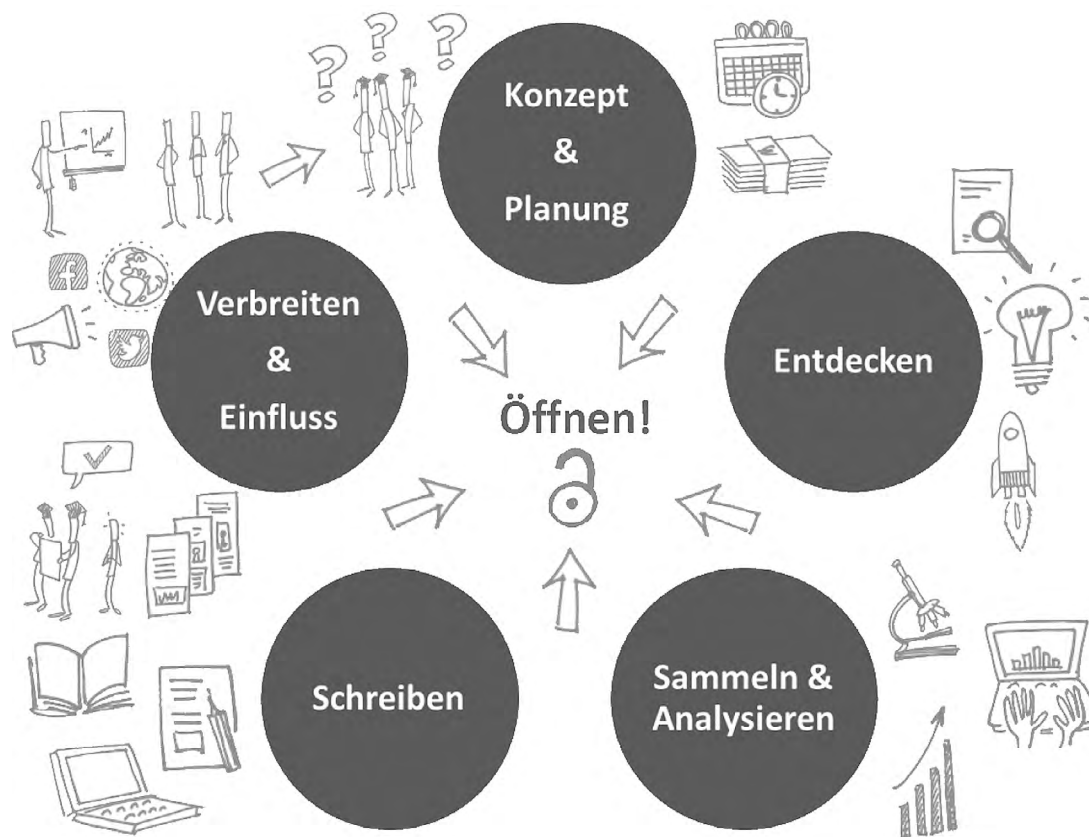 Konzept
&
Planung
Verbreiten
&
Einfluss
Entdecken
Öffnen!
Schreiben
Sammeln &
Analysieren